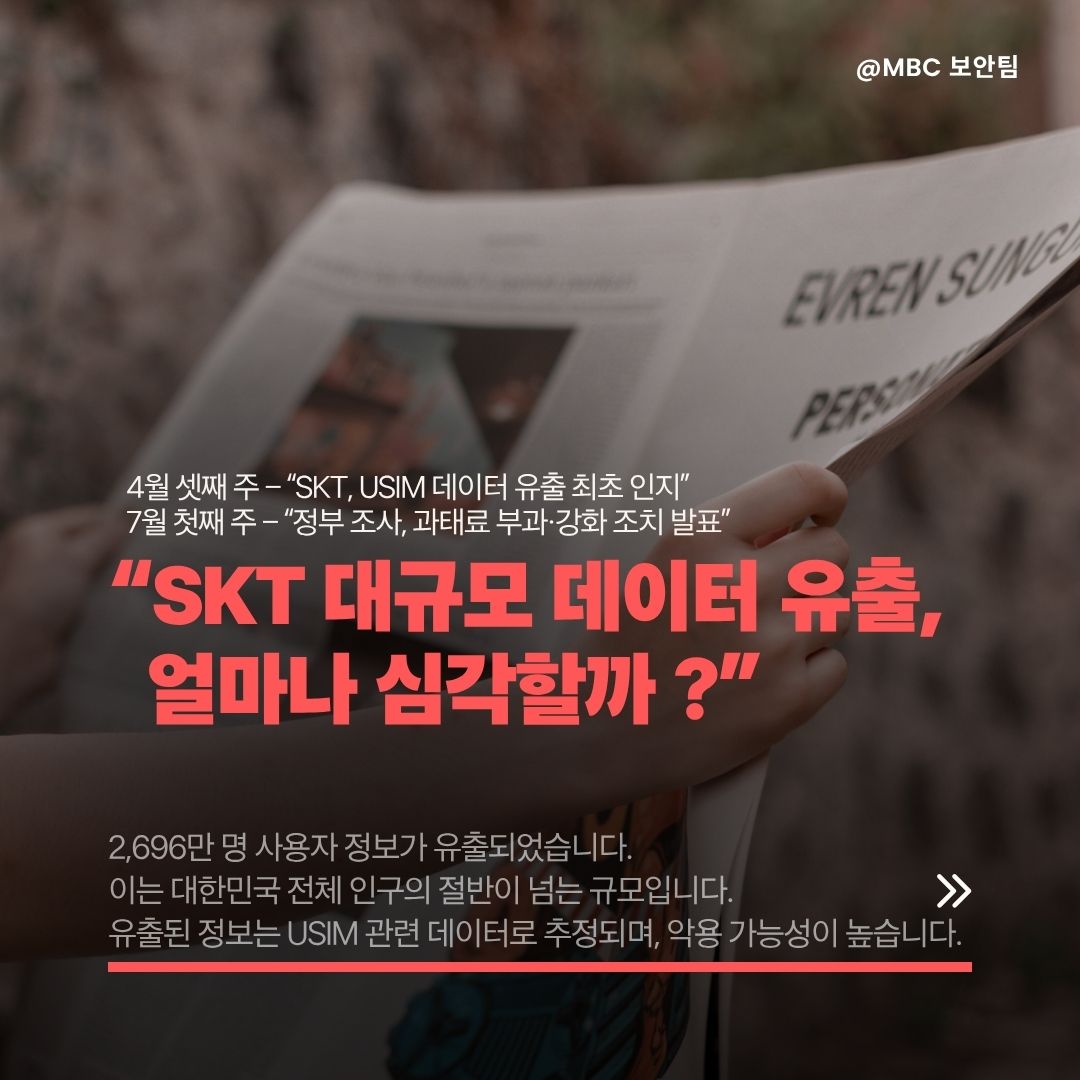 @MBC 보안팀
EVREN SUNGU
PERSONA
4월 셋째 주 – “SKT, USIM 데이터 유출 최초 인지”
7월 첫째 주 – “정부 조사, 과태료 부과·강화 조치 발표”
“SKT 대규모 데이터 유출,
얼마나 심각할까 ?”
2,696만 명 사용자 정보가 유출되었습니다.
이는 대한민국 전체 인구의 절반이 넘는 규모입니다.
유출된 정보는 USIM 관련 데이터로 추정되며, 악용 가능성이 높습니다.